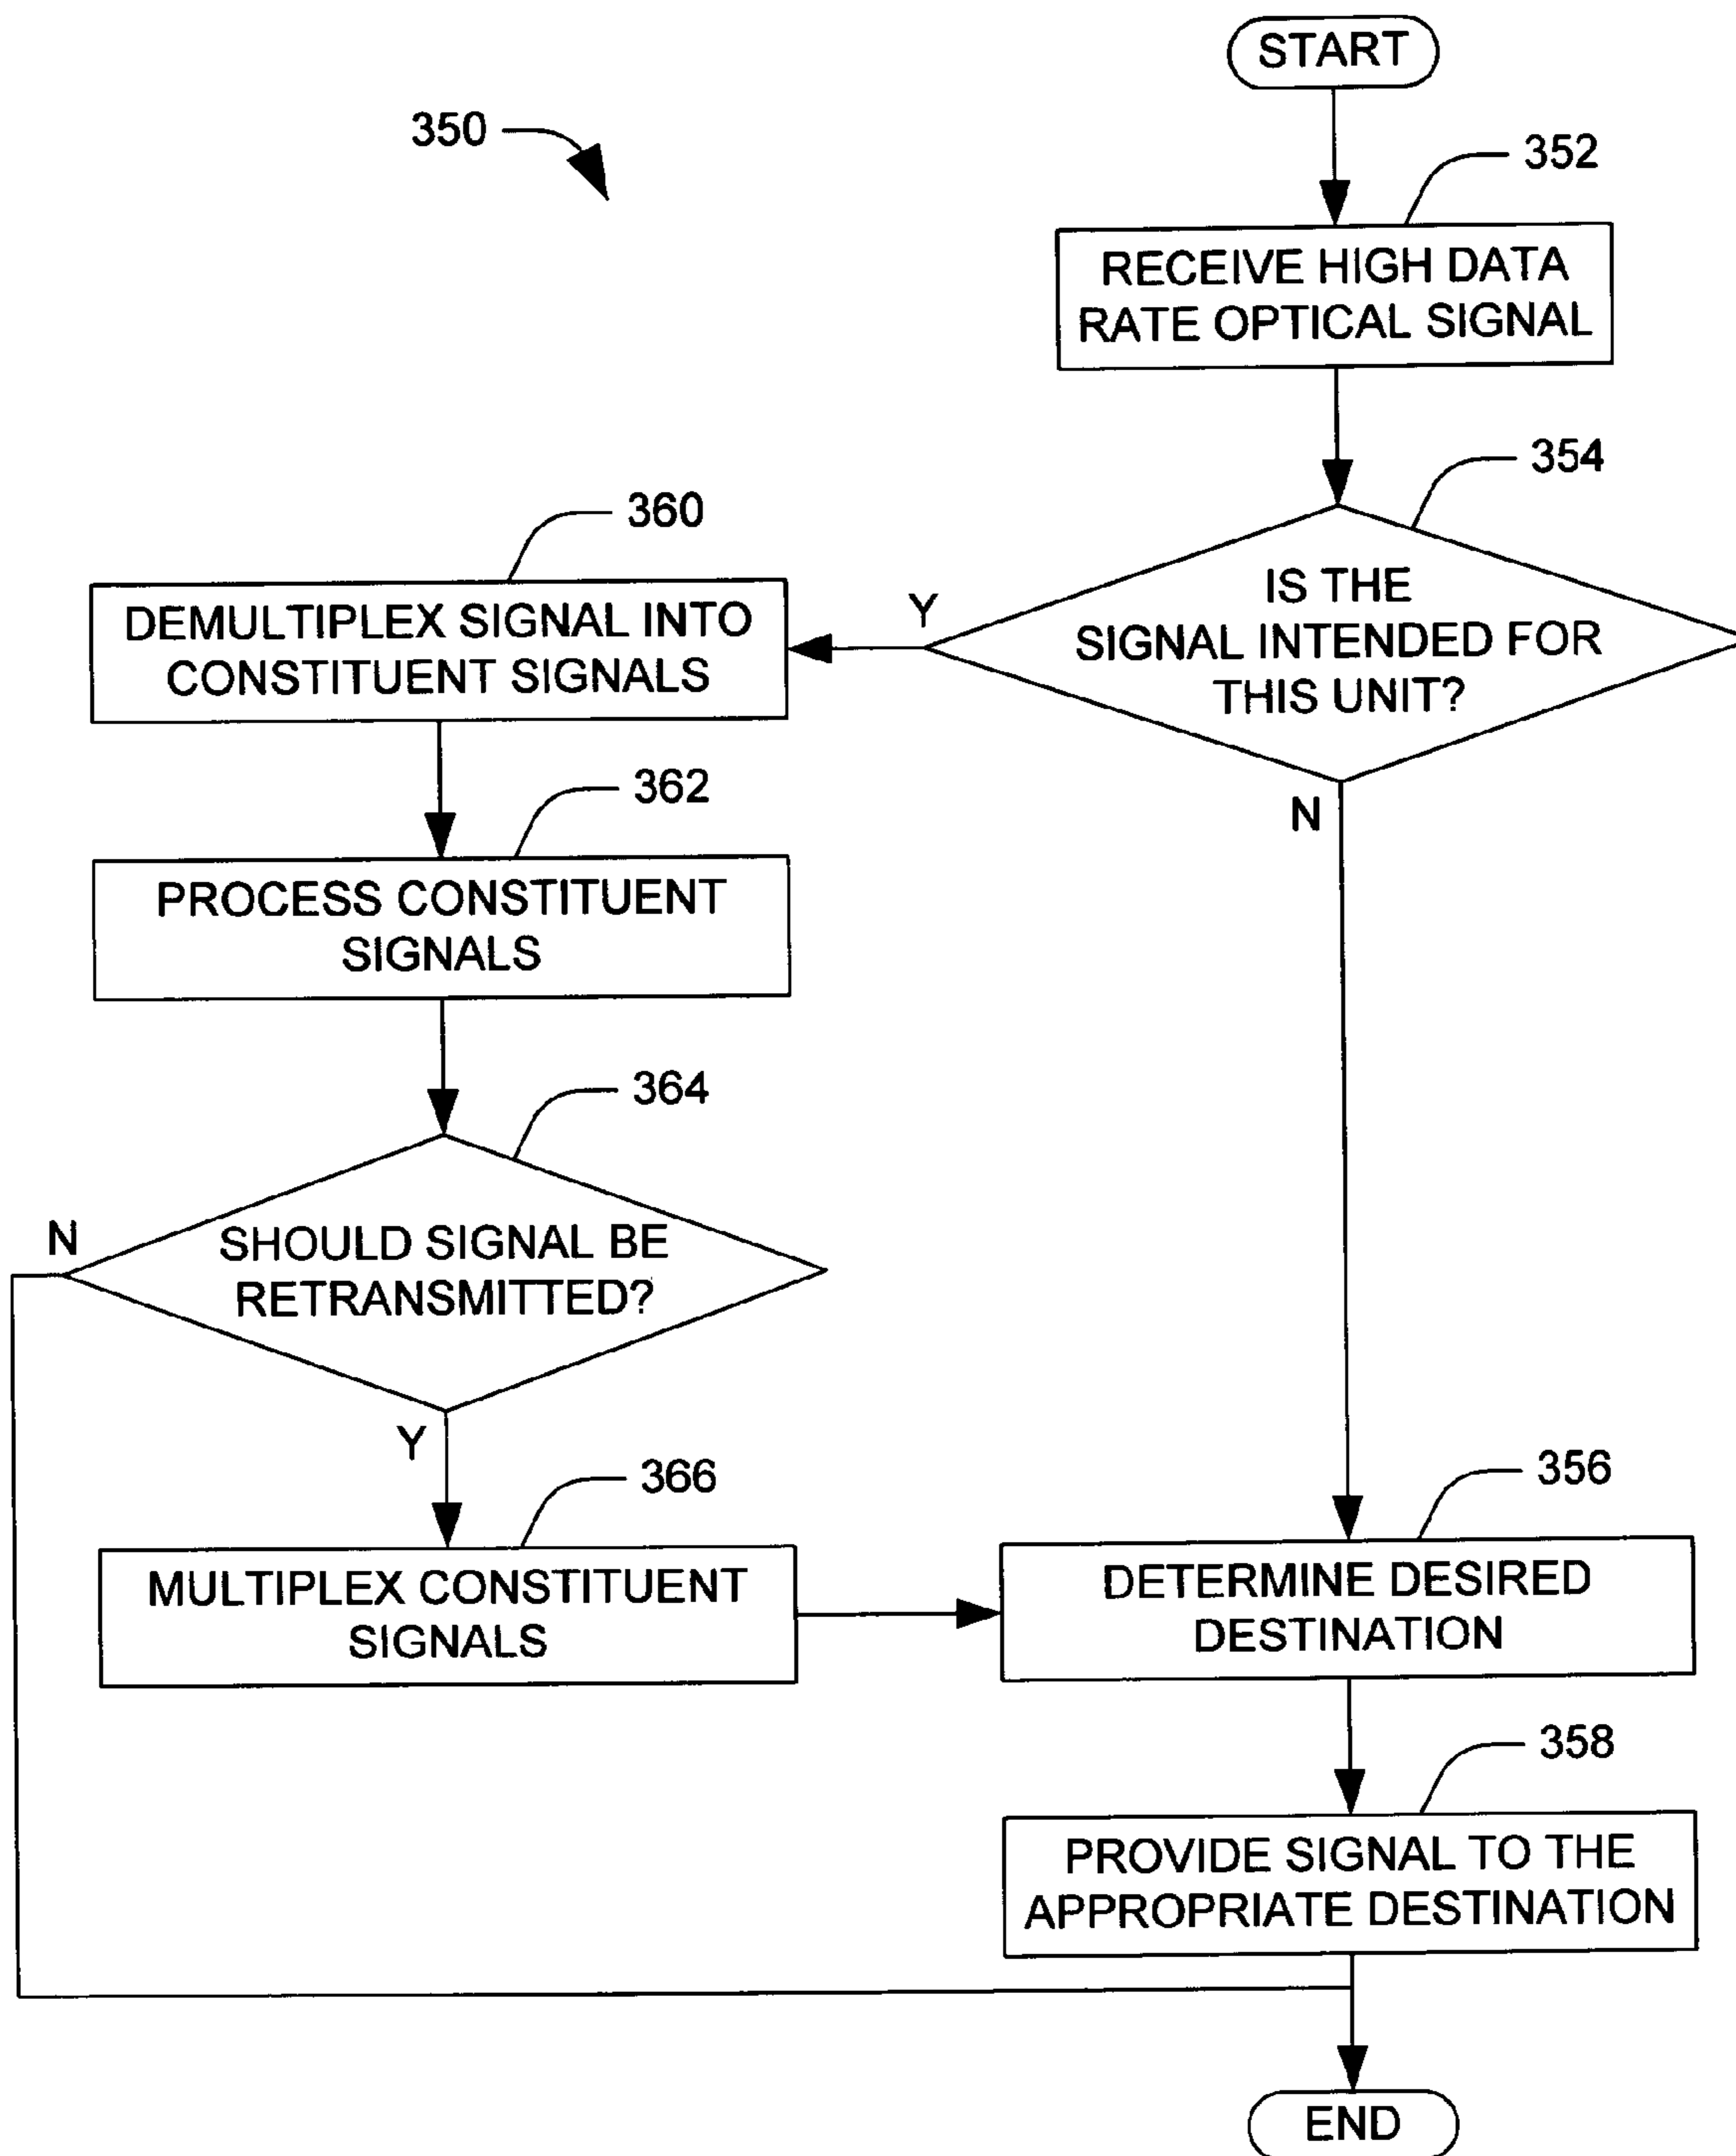 START
350
352
RECEIVE HIGH DATA
RATE OPTICAL SIGNAL
354
IS THE
SIGNAL INTENDED FOR
THIS UNIT?
Y
N
360
DEMULTIPLEX SIGNAL INTO
CONSTITUENT SIGNALS
362
PROCESS CONSTITUENT
SIGNALS
364
SHOULD SIGNAL BE
RETRANSMITTED?
N
Y
366
MULTIPLEX CONSTITUENT
SIGNALS
356
DETERMINE DESIRED
DESTINATION
358
PROVIDE SIGNAL TO THE
APPROPRIATE DESTINATION
END